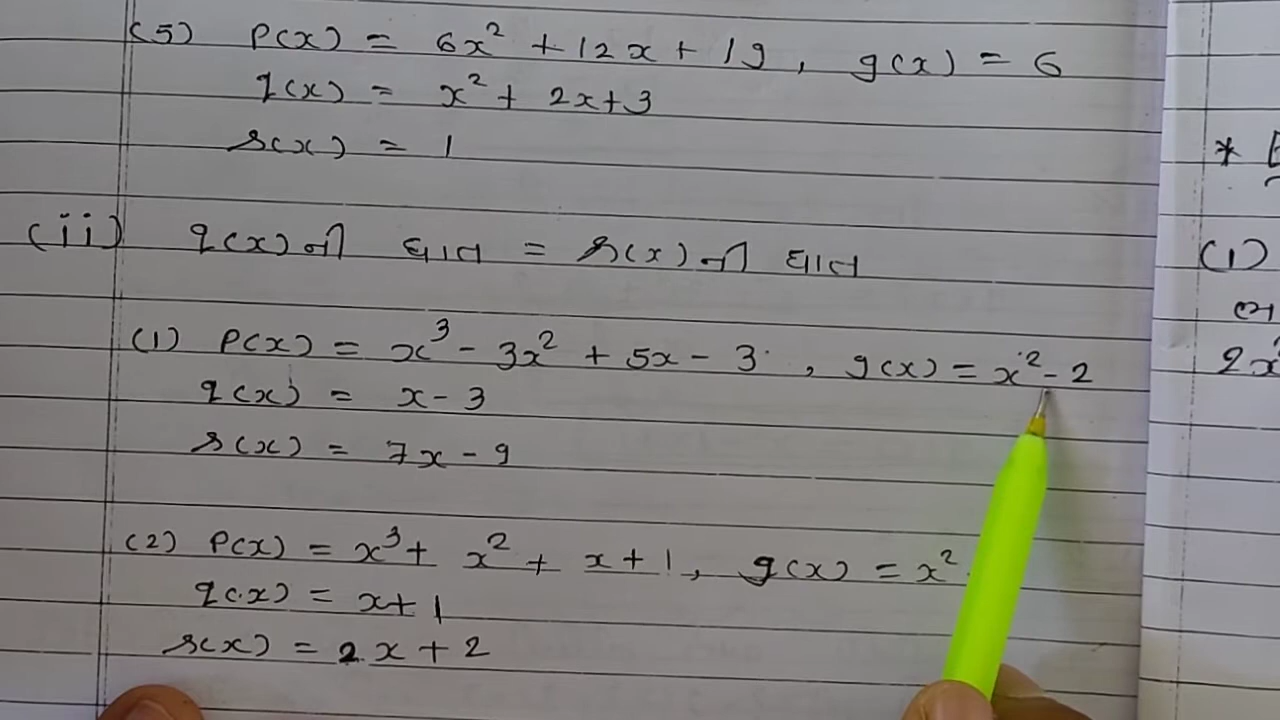 (5) P(x) = 6x² + 12x + 19, g(x) = 6
q(x) = x² + 2x+3
r(x) = 1
(ii) q(x) ની ઘાત = r(x) ની ઘાત
(1) P(x) = x³ - 3x² + 5x - 3, g(x) = x² - 2
q(x) = x - 3
r(x) = 7x - 9
(2) P(x) = x³ + x² + x + 1, g(x) = x²
q(x) = x + 1
r(x) = 2x + 2
*
(1)